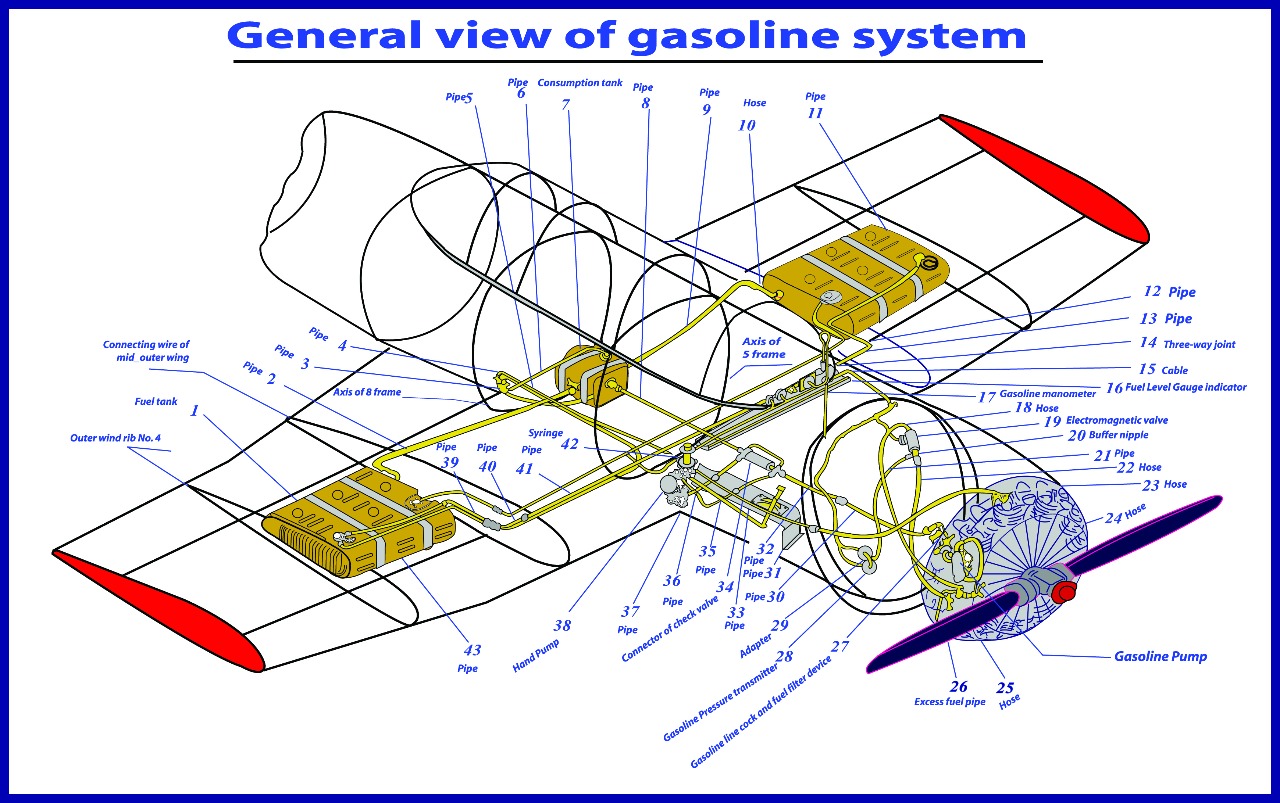 General view of gasoline system
Pipe5
Pipe
6
Consumption tank
7
Pipe
8
Pipe
9
Hose
10
Pipe
11
12 Pipe
13 Pipe
14 Three-way joint
15 Cable
16 Fuel Level Gauge indicator
17 Gasoline manometer
18 Hose
19 Electromagnetic valve
20 Buffer nipple
21 Pipe
22 Hose
23 Hose
24 Hose
Axis of
5 frame
Pipe 4
Connecting wire of
mid outer wing
Pipe 3
Pipe 2
Axis of 8 frame
Fuel tank 1
Outer wind rib No. 4
Pipe
39
Pipe
40
Syringe 42
Pipe
41
35
Pipe
36
Pipe
37
Pipe
38
Hand Pump
43
Pipe
34
Connector of check valve
33
Pipe
32
Pipe
Pipe31
Pipe30
29
Adapter
28
Gasoline Pressure transmitter
27
Gasoline line cock and fuel filter device
26
Excess fuel pipe
25
Hose
Gasoline Pump